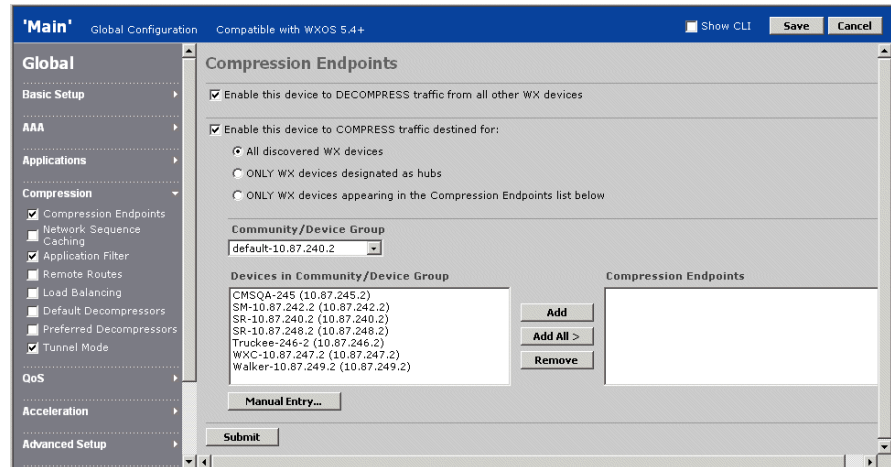 'Main' Global Configuration Compatible with WXOS 5.4+ Show CLI Save Cancel
Global
Basic Setup
AAA
Applications
Compression
Compression Endpoints
Network Sequence
Caching
Application Filter
Remote Routes
Load Balancing
Default Decompressors
Preferred Decompressors
Tunnel Mode
QoS
Acceleration
Advanced Setup
Compression Endpoints
Enable this device to DECOMPRESS traffic from all other WX devices
Enable this device to COMPRESS traffic destined for:
All discovered WX devices
ONLY WX devices designated as hubs
ONLY WX devices appearing in the Compression Endpoints list below
Community/Device Group
default-10.87.240.2
Devices in Community/Device Group
CMSQA-245 (10.87.245.2)
SM-10.87.242.2 (10.87.242.2)
SR-10.87.240.2 (10.87.240.2)
SR-10.87.248.2 (10.87.248.2)
Truckee-246-2 (10.87.246.2)
WXC-10.87.247.2 (10.87.247.2)
Walker-10.87.249.2 (10.87.249.2)
Add
Add All >
Remove
Compression Endpoints
Manual Entry...
Submit